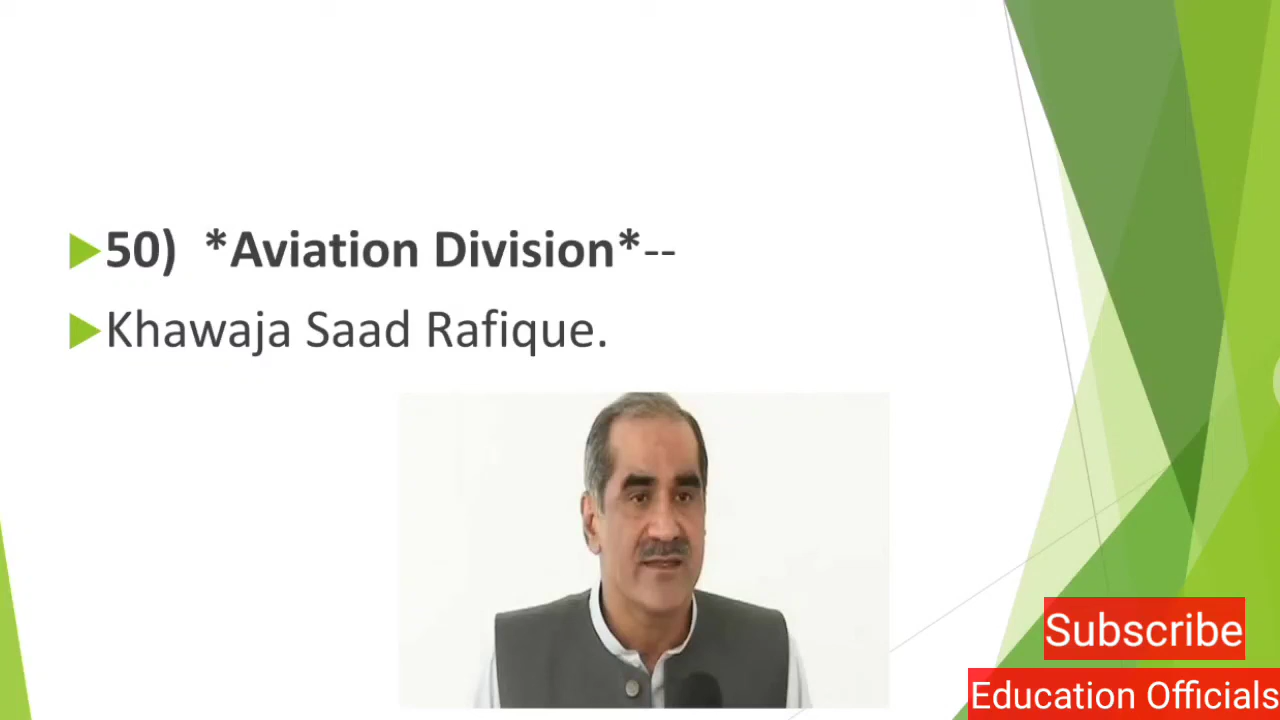 50) *Aviation Division*--
Khawaja Saad Rafique.
Subscribe
Education Officials